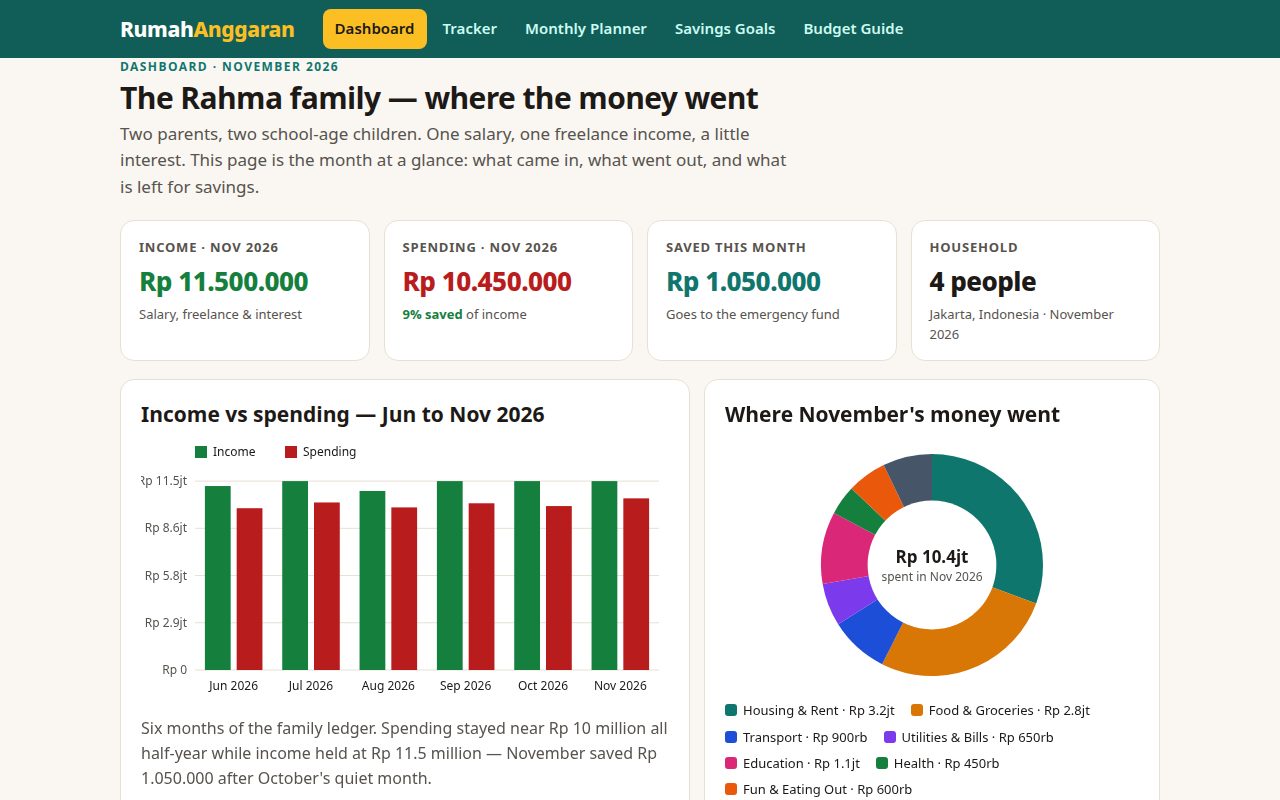 RumahAnggaran
Dashboard
Tracker
Monthly Planner
Savings Goals
Budget Guide
DASHBOARD · NOVEMBER 2026
The Rahma family — where the money went
Two parents, two school-age children. One salary, one freelance income, a little
interest. This page is the month at a glance: what came in, what went out, and what
is left for savings.
INCOME · NOV 2026
Rp 11.500.000
Salary, freelance & interest
SPENDING · NOV 2026
Rp 10.450.000
9% saved of income
SAVED THIS MONTH
Rp 1.050.000
Goes to the emergency fund
HOUSEHOLD
4 people
Jakarta, Indonesia · November
2026
Income vs spending — Jun to Nov 2026
Income
Spending
Rp 11.5jt
Rp 8.6jt
Rp 5.8jt
Rp 2.9jt
Rp 0
Jun 2026
Jul 2026
Aug 2026
Sep 2026
Oct 2026
Nov 2026
Six months of the family ledger. Spending stayed near Rp 10 million all
half-year while income held at Rp 11.5 million — November saved Rp
1.050.000 after October's quiet month.
Where November's money went
Rp 10.4jt
spent in Nov 2026
Housing & Rent · Rp 3.2jt
Food & Groceries · Rp 2.8jt
Transport · Rp 900rb
Utilities & Bills · Rp 650rb
Education · Rp 1.1jt
Health · Rp 450rb
Fun & Eating Out · Rp 600rb